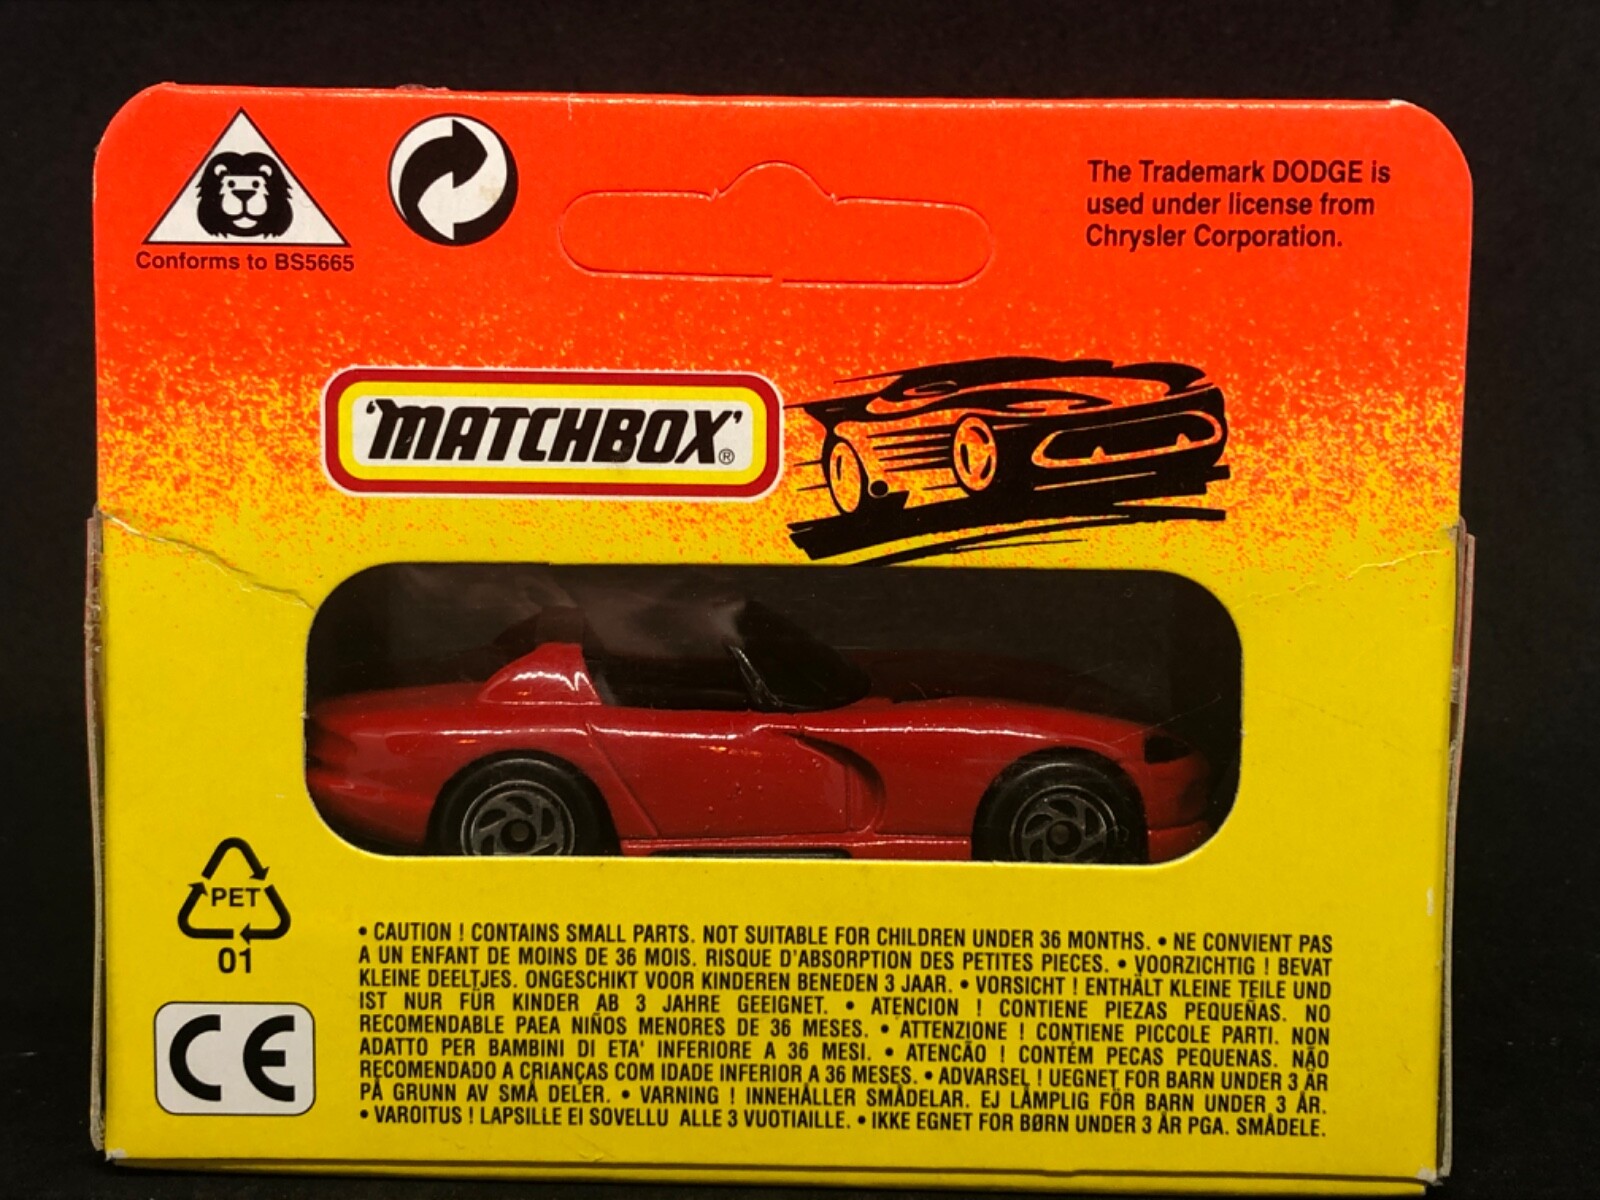 The Trademark DODGE is
used under license from
Chrysler Corporation.
Conforms to BS5665
'MATCHBOX'®
PET
01
CE
• CAUTION ! CONTAINS SMALL PARTS. NOT SUITABLE FOR CHILDREN UNDER 36 MONTHS. • NE CONVIENT PAS
A UN ENFANT DE MOINS DE 36 MOIS. RISQUE D'ABSORPTION DES PETITES PIECES. • VOORZICHTIG ! BEVAT
KLEINE DEELTJES. ONGESCHIKT VOOR KINDEREN BENEDEN 3 JAAR. • VORSICHT ! ENTHÄLT KLEINE TEILE UND
IST NUR FÜR KINDER AB 3 JAHRE GEEIGNET. • ATENCION ! CONTIENE PIEZAS PEQUEÑAS. NO
RECOMENDABLE PAEA NIÑOS MENORES DE 36 MESES. • ATTENZIONE ! CONTIENE PICCOLE PARTI. NON
ADATTO PER BAMBINI DI ETA' INFERIORE A 36 MESI. • ATENCÃO ! CONTÉM PECAS PEQUENAS. NÃO
RECOMENDADO A CRIANÇAS COM IDADE INFERIOR A 36 MESES. • ADVARSEL ! UEGNET FOR BARN UNDER 3 ÅR
PÅ GRUNN AV SMÅ DELER. • VARNING ! INNEHÅLLER SMÅDELAR. EJ LÄMPLIG FÖR BARN UNDER 3 ÅR.
• VAROITUS ! LAPSILLE EI SOVELLU ALLE 3 VUOTIAILLE. • IKKE EGNET FOR BØRN UNDER 3 ÅR PGA. SMÅDELE.